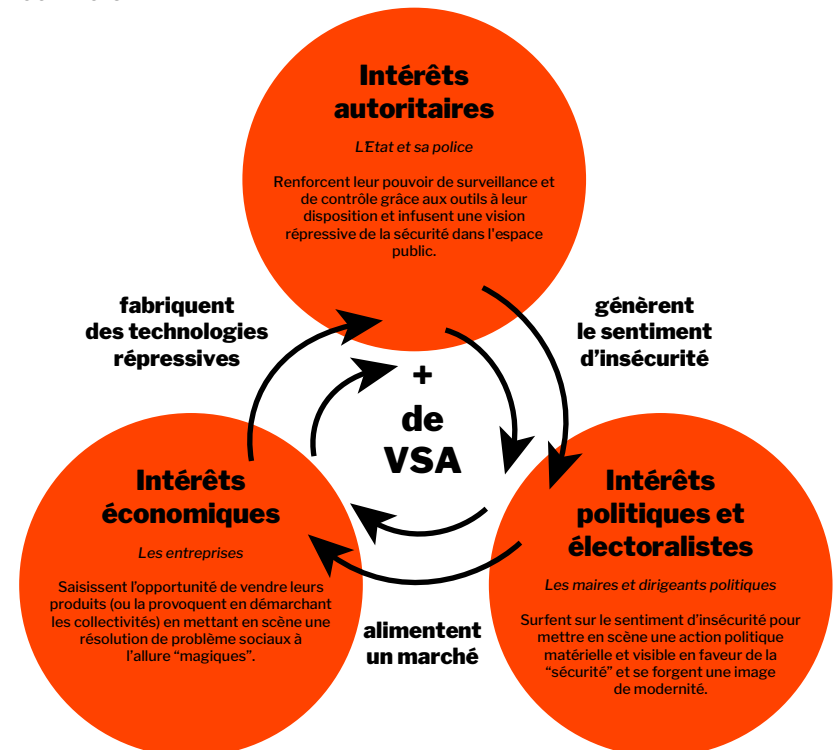 Intérêts
autoritaires
L'Etat et sa police
Renforcent leur pouvoir de surveillance et
de contrôle grâce aux outils à leur
disposition et infusent une vision
répressive de la sécurité dans l'espace
public.
fabriquent
des technologies
répressives
génèrent
le sentiment
d'insécurité
+
de
VSA
Intérêts
économiques
Les entreprises
Saisissent l'opportunité de vendre leurs
produits (ou la provoquent en démarchant
les collectivités) en mettant en scène une
résolution de problème sociaux à
l'allure “magiques”.
Intérêts
politiques et
électoralistes
Les maires et dirigeants politiques
Surfent sur le sentiment d'insécurité pour
mettre en scène une action politique
matérielle et visible en faveur de la
“sécurité” et se forgent une image
de modernité.
alimentent
un marché